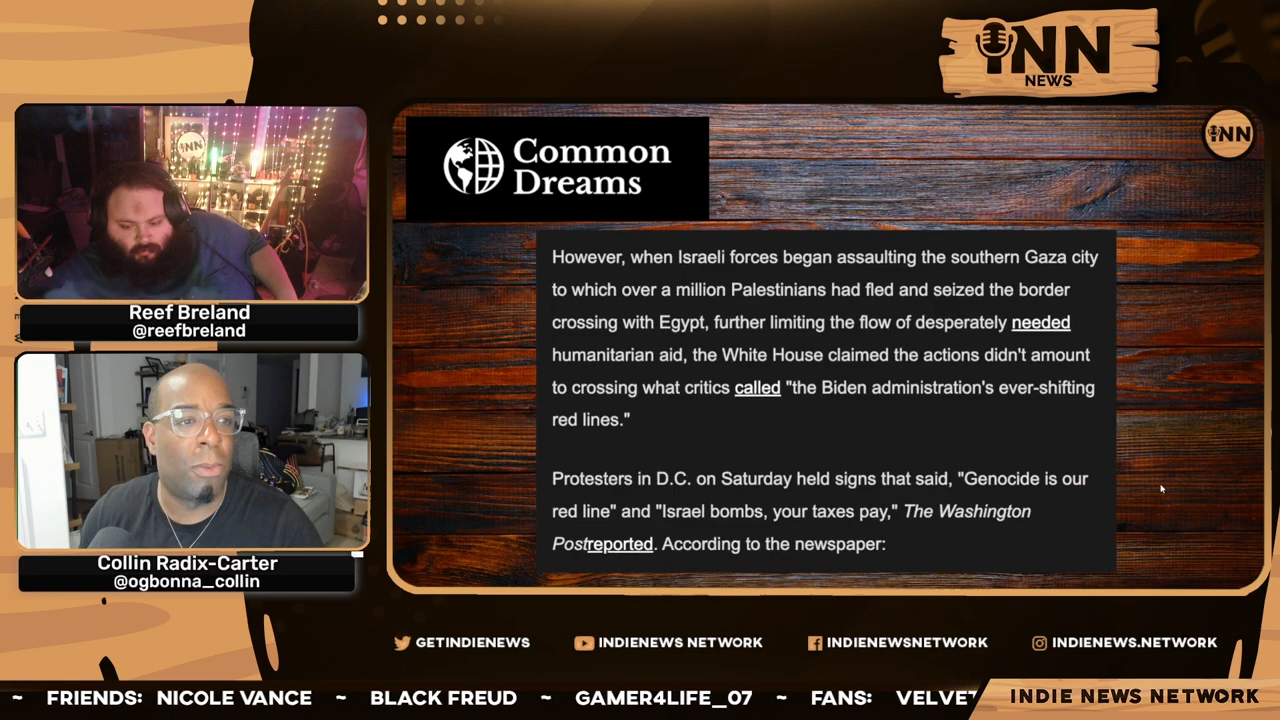 iNN
NEWS
iNN
Common
Dreams
iNN
However, when Israeli forces began assaulting the southern Gaza city
to which over a million Palestinians had fled and seized the border
crossing with Egypt, further limiting the flow of desperately needed
humanitarian aid, the White House claimed the actions didn't amount
to crossing what critics called "the Biden administration's ever-shifting
red lines."
Protesters in D.C. on Saturday held signs that said, "Genocide is our
red line" and "Israel bombs, your taxes pay," The Washington
Postreported. According to the newspaper:
Reef Breland
@reefbreland
Collin Radix-Carter
@ogbonna_collin
GETINDIENEWS
INDIENEWS NETWORK
INDIENEWSNETWORK
INDIENEWS.NETWORK
~ FRIENDS: NICOLE VANCE ~ BLACK FREUD ~ GAMER4LIFE_07 ~ FANS: VELVET
INDIE NEWS NETWORK